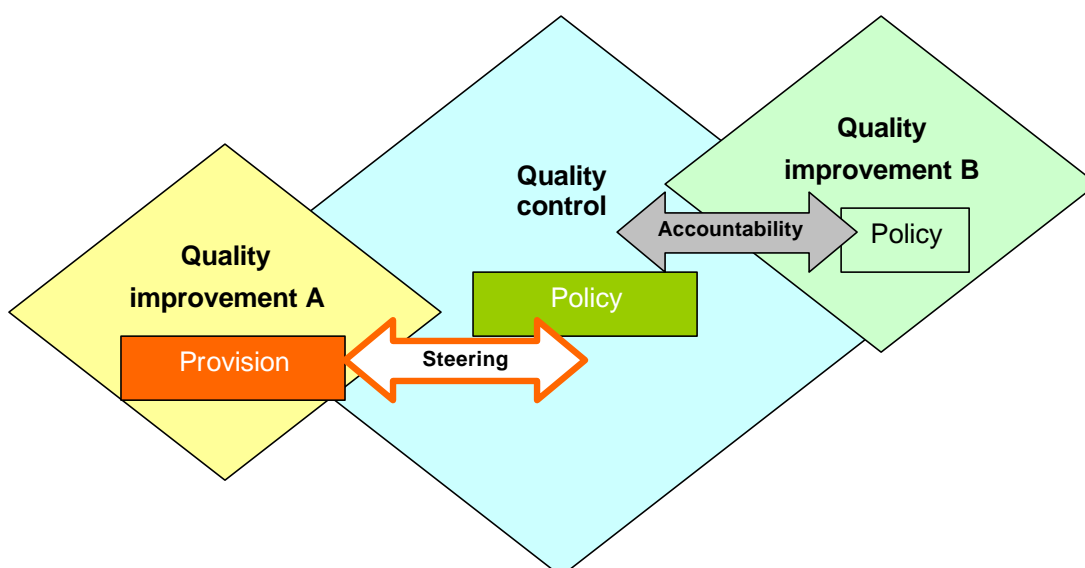 Quality
improvement A
Provision
Steering
Quality
control
Policy
Accountability
Quality
improvement B
Policy